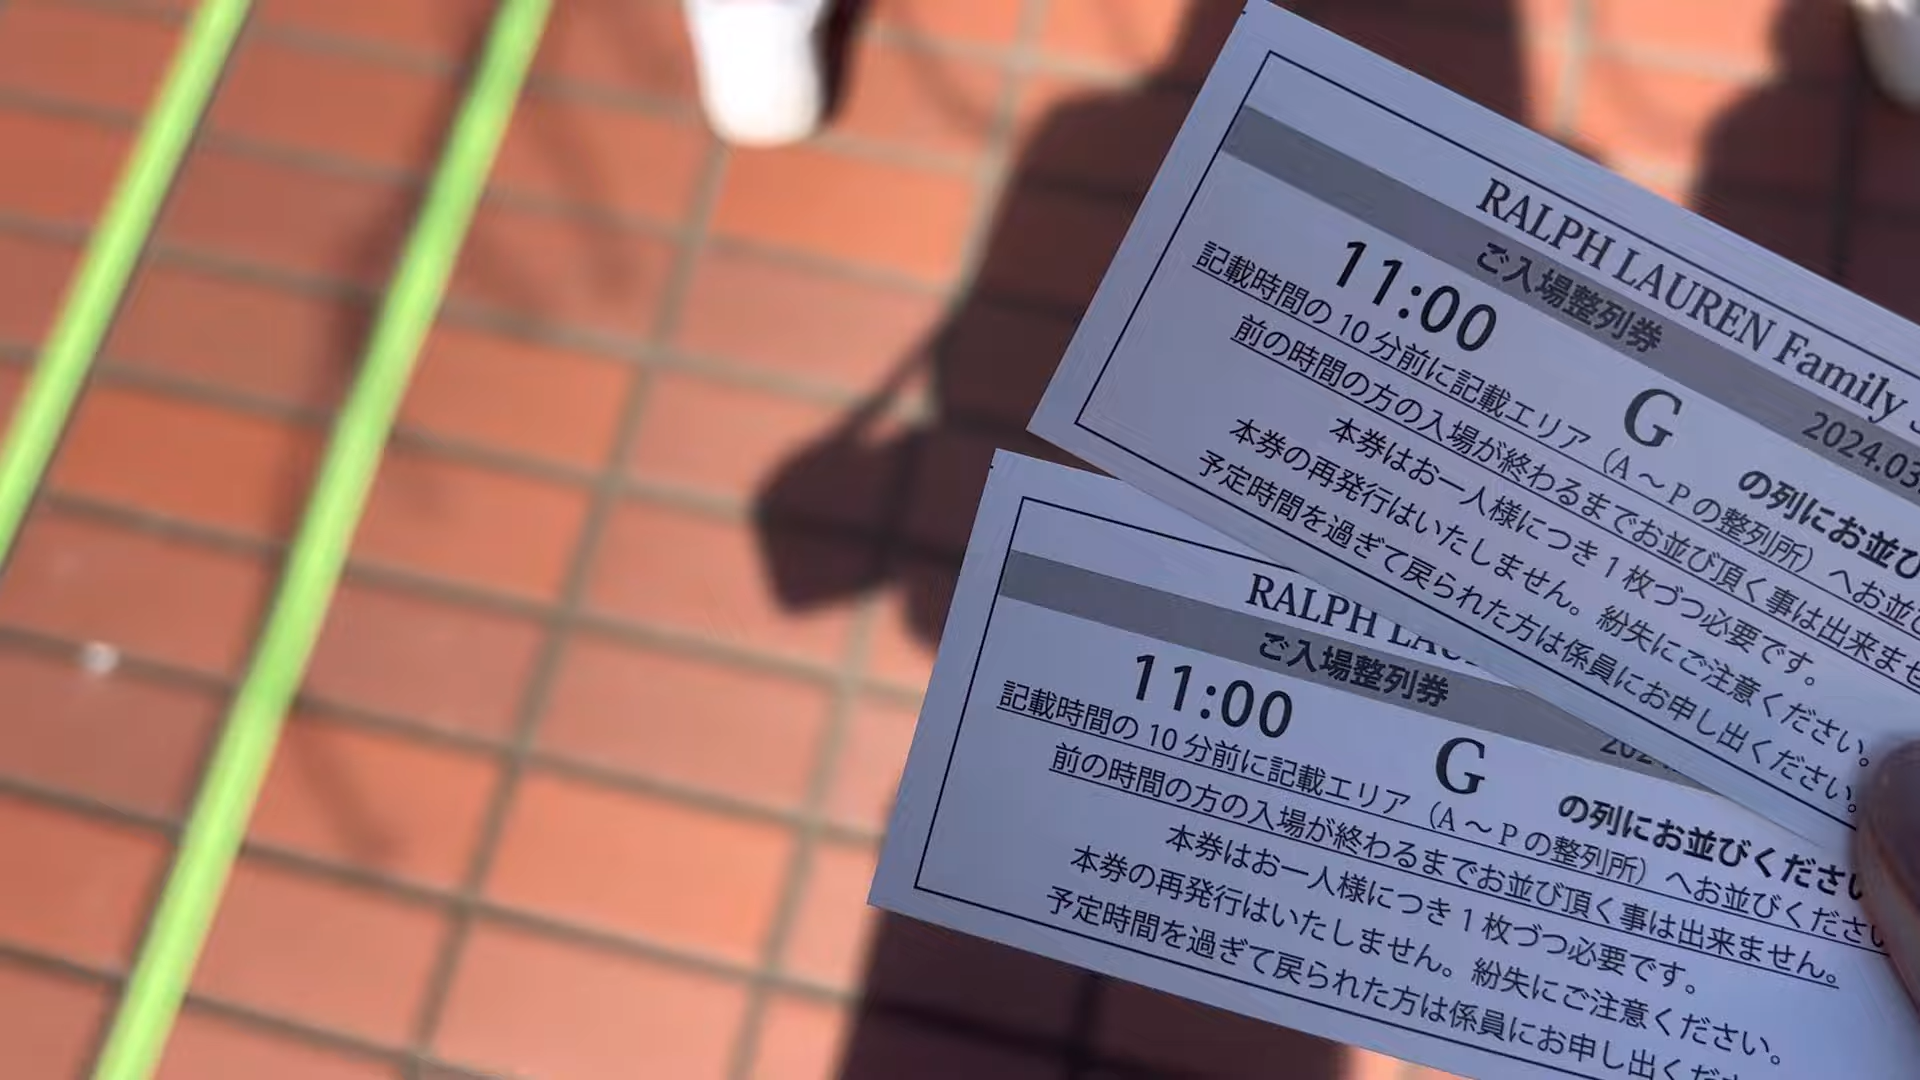 RALPH LAUREN Family
ご入場整列券
2024.03
11:00
G
の列にお並び
記載時間の 10 分前に記載エリア（A ～ P の整列所）へお並び
前の時間の方の入場が終わるまでお並び頂く事は出来ませ
本券はお一人様につき 1 枚づつ必要です。
本券の再発行はいたしません。紛失にご注意ください。
予定時間を過ぎて戻られた方は係員にお申し出ください。
RALPH
ご入場整列券
11:00
G
の列にお並びください
記載時間の 10 分前に記載エリア（A ～ P の整列所）へお並びくださ
前の時間の方の入場が終わるまでお並び頂く事は出来ません。
本券はお一人様につき 1 枚づつ必要です。
本券の再発行はいたしません。紛失にご注意ください。
予定時間を過ぎて戻られた方は係員にお申し出くだ